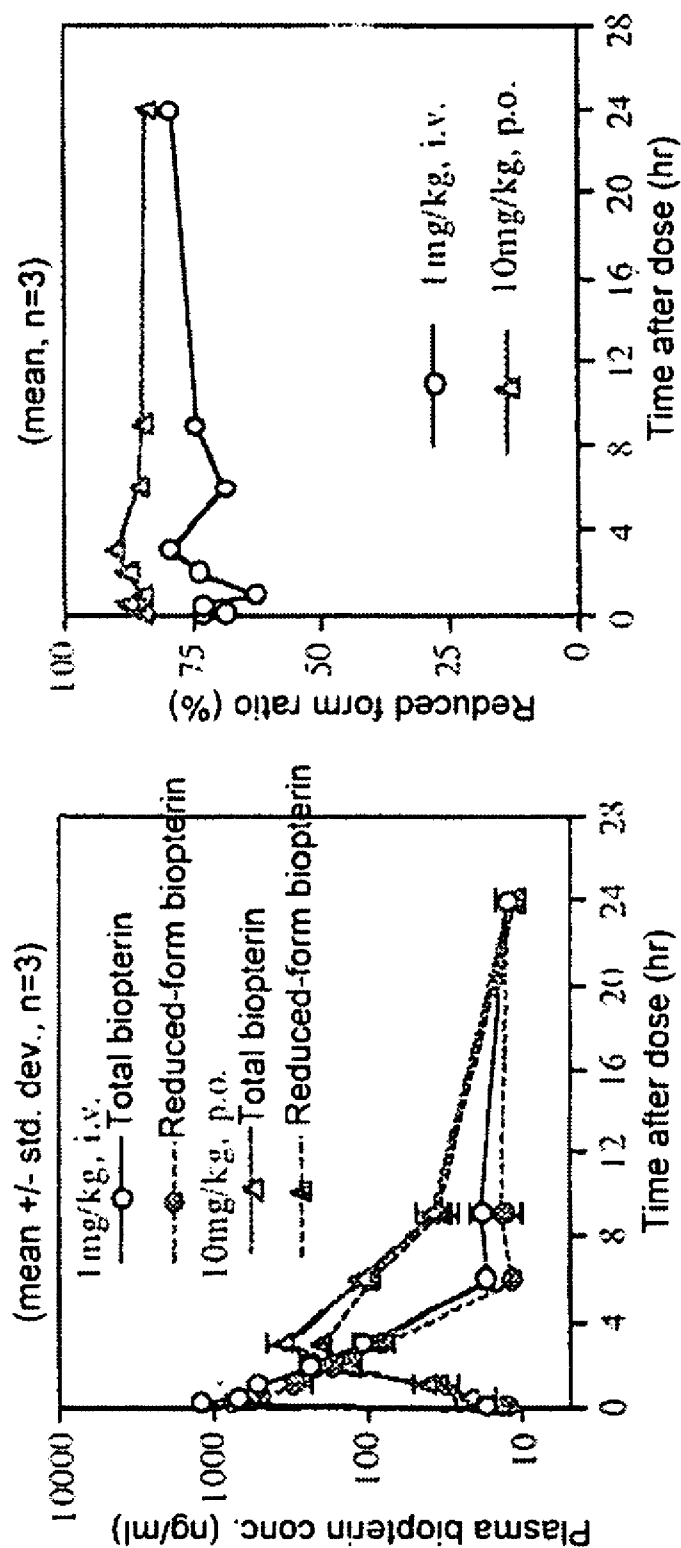 (mean +/- std. dev., n=3)
1mg/kg, i.v.
Total biopterin
Reduced-form biopterin
10mg/kg, p.o.
Total biopterin
Reduced-form biopterin
Plasma biopterin conc. (ng/ml)
10000
1000
100
10
0 4 8 12 16 20 24 28
Time after dose (hr)
(mean, n=3)
Reduced form ratio (%)
100
75
50
25
0
1mg/kg, i.v.
10mg/kg, p.o.
0 4 8 12 16 20 24 28
Time after dose (hr)